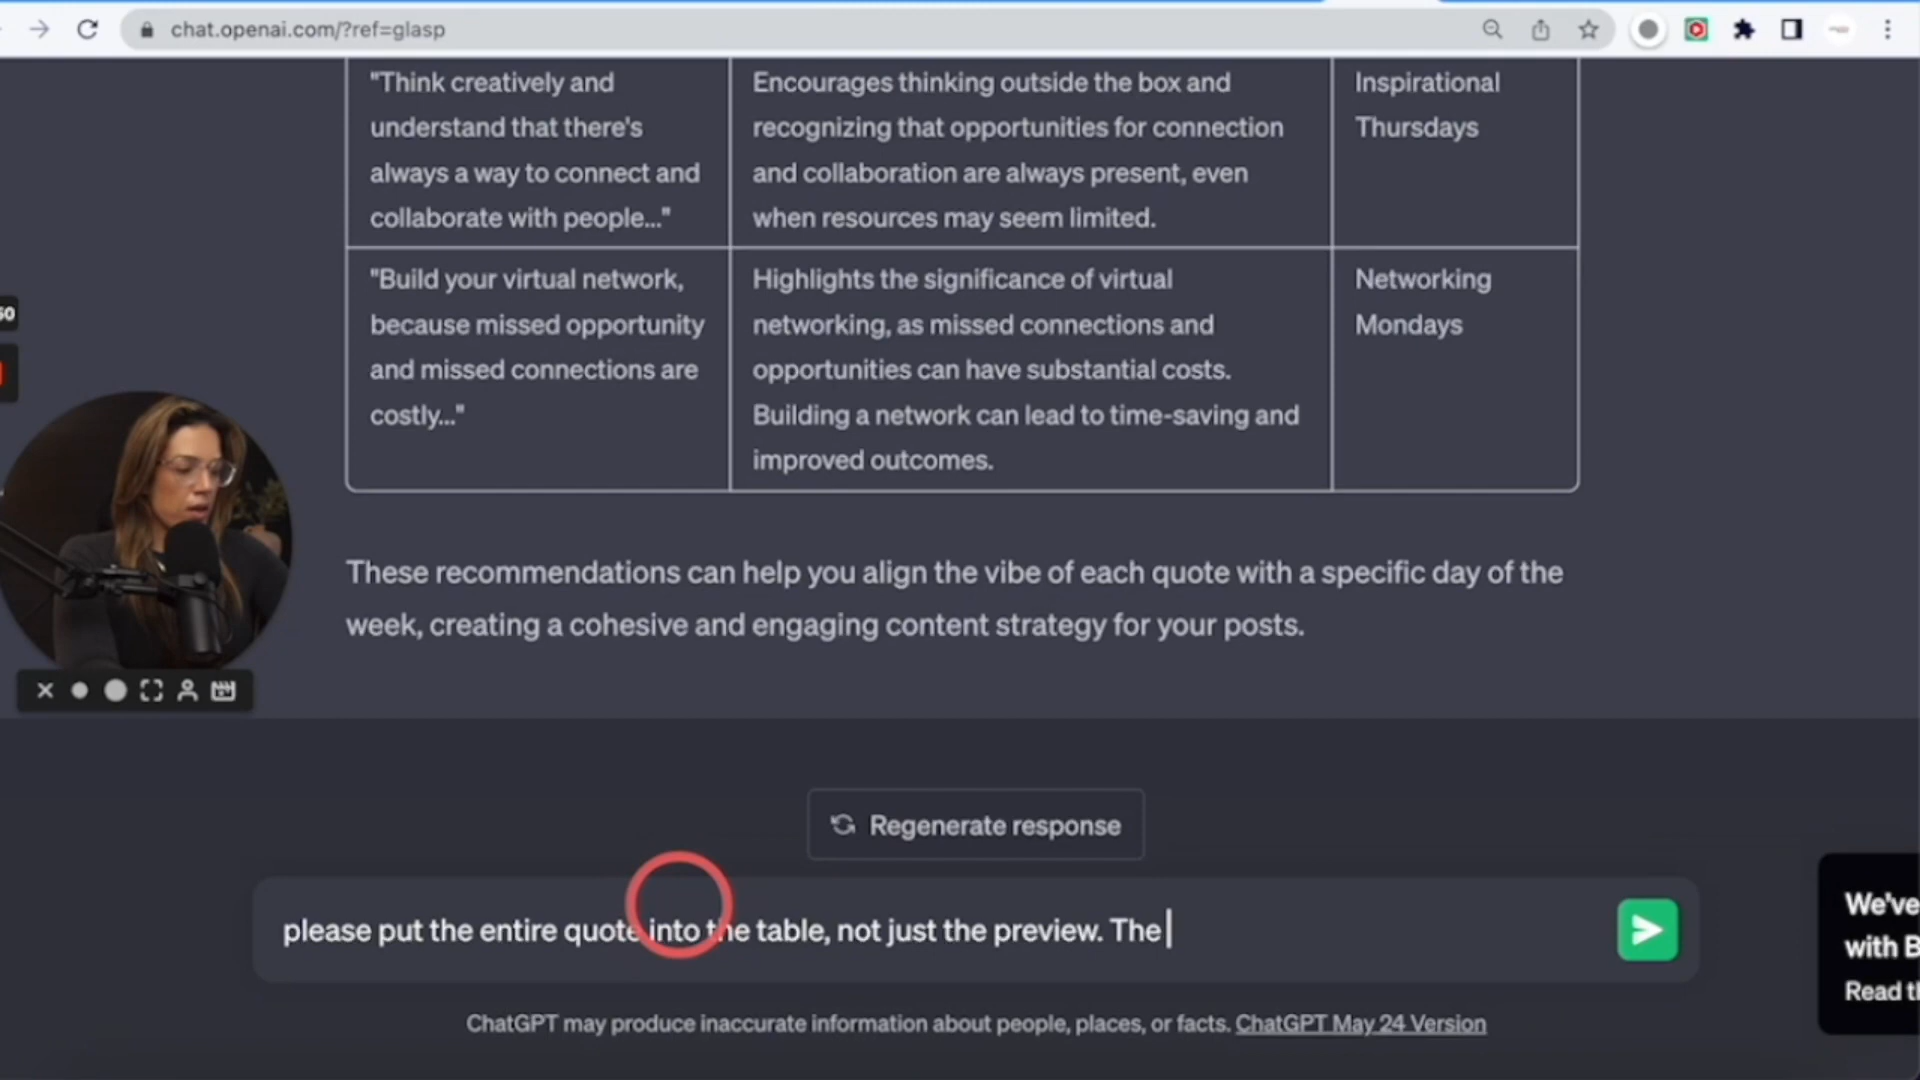 chat.openai.com/?ref=glasp
"Think creatively and
understand that there's
always a way to connect and
collaborate with people..."
Encourages thinking outside the box and
recognizing that opportunities for connection
and collaboration are always present, even
when resources may seem limited.
Inspirational
Thursdays
"Build your virtual network,
because missed opportunity
and missed connections are
costly..."
Highlights the significance of virtual
networking, as missed connections and
opportunities can have substantial costs.
Building a network can lead to time-saving and
improved outcomes.
Networking
Mondays
These recommendations can help you align the vibe of each quote with a specific day of the
week, creating a cohesive and engaging content strategy for your posts.
Regenerate response
please put the entire quote into the table, not just the preview. The
ChatGPT may produce inaccurate information about people, places, or facts. ChatGPT May 24 Version
We've
with B
Read